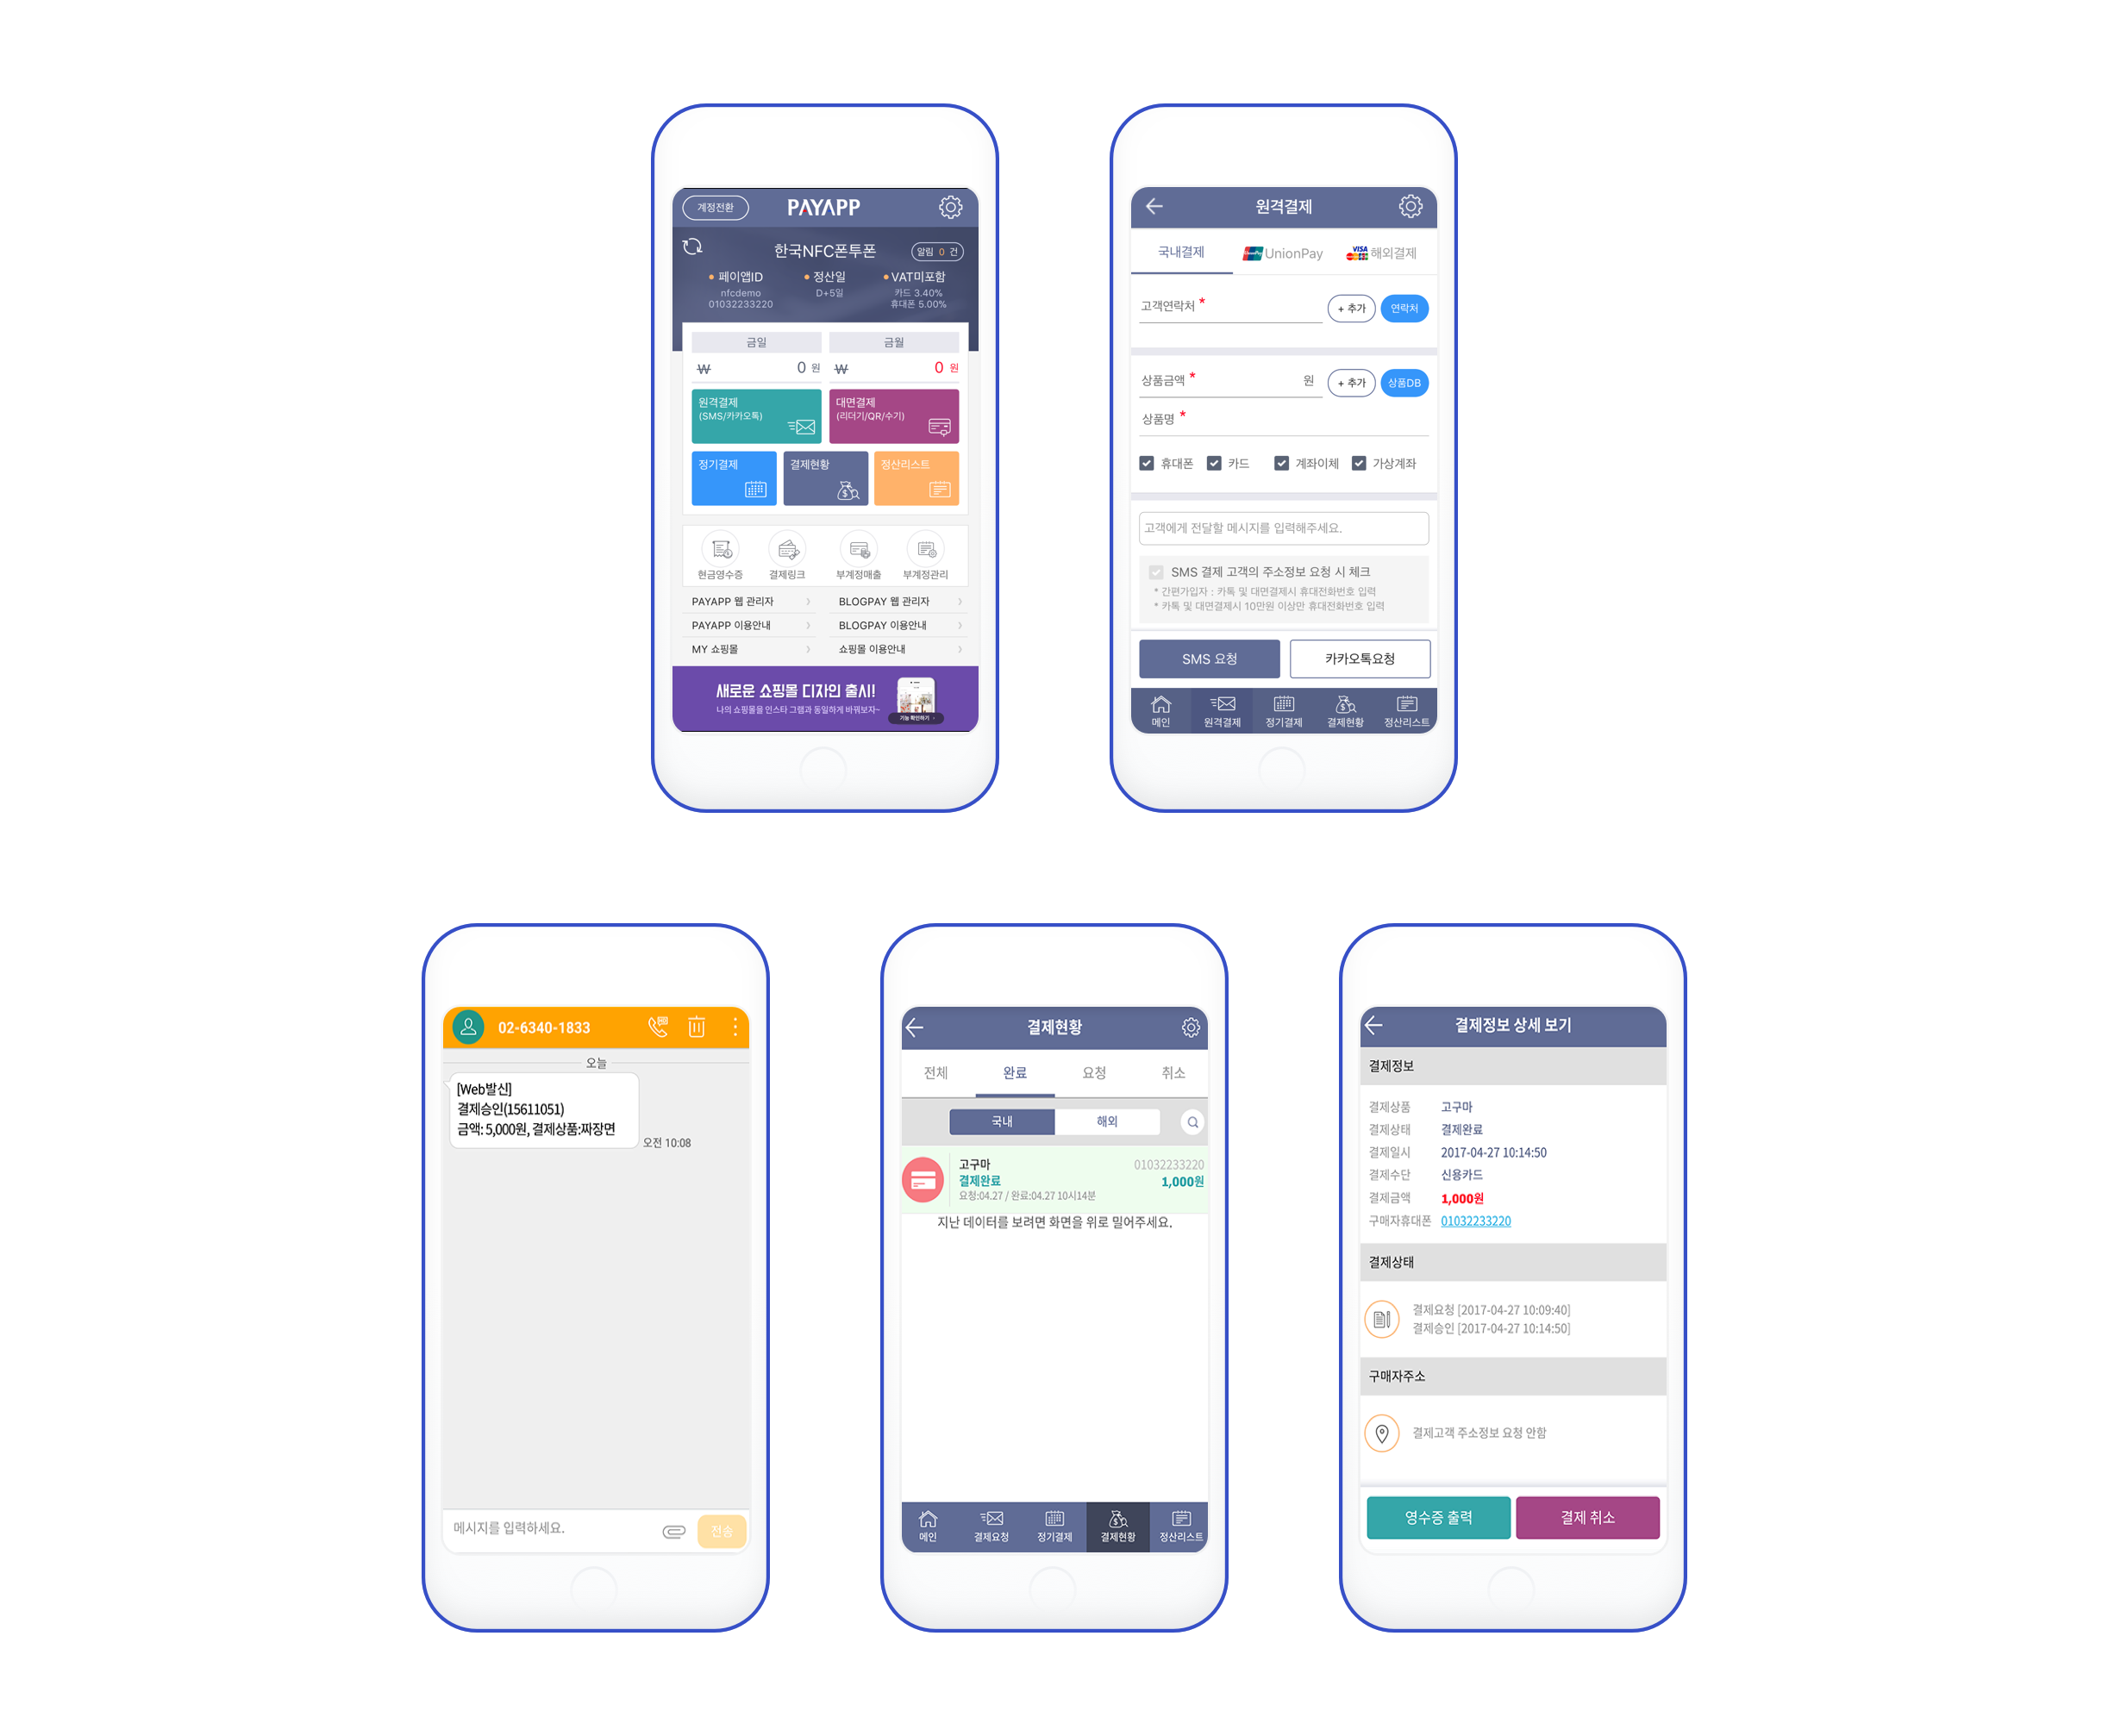 계정전환 PAYAPP
한국NFC폰투폰 알림 0 건
페이앱ID 정산일 VAT미포함
nfcdemo D+5일 카드 3.40%
01032233220 휴대폰 5.00%
금일 금월
₩ 0 원 ₩ 0 원
원격결제 대면결제
(SMS/카카오톡) (리더기/QR/수기)
정기결제 결제현황 정산리스트
현금영수증 결제링크 부계정매출 부계정관리
PAYAPP 웹 관리자 BLOGPAY 웹 관리자
PAYAPP 이용안내 BLOGPAY 이용안내
MY 쇼핑몰 쇼핑몰 이용안내
새로운 쇼핑몰 디자인 출시!
나의 쇼핑몰을 인스타 그램과 동일하게 바꿔보자~
기능 확인하기
원격결제
국내결제 UnionPay VISA 해외결제
고객연락처 * + 추가 연락처
상품금액 * 원 + 추가 상품DB
상품명 *
휴대폰 카드 계좌이체 가상계좌
고객에게 전달할 메시지를 입력해주세요.
SMS 결제 고객의 주소정보 요청 시 체크
* 간편가입자 : 카톡 및 대면결제시 휴대전화번호 입력
* 카톡 및 대면결제시 10만원 이상만 휴대전화번호 입력
SMS 요청 카카오톡요청
메인 원격결제 정기결제 결제현황 정산리스트
02-6340-1833
오늘
[Web발신]
결제승인(15611051)
금액: 5,000원, 결제상품:짜장면
오전 10:08
메시지를 입력하세요. 전송
결제현황
전체 완료 요청 취소
국내 해외
고구마 01032233220
결제완료 1,000원
요청:04.27 / 완료:04.27 10시14분
지난 데이터를 보려면 화면을 위로 밀어주세요.
메인 결제요청 정기결제 결제현황 정산리스트
결제정보 상세 보기
결제정보
결제상품 고구마
결제상태 결제완료
결제일시 2017-04-27 10:14:50
결제수단 신용카드
결제금액 1,000원
구매자휴대폰 01032233220
결제상태
결제요청 [2017-04-27 10:09:40]
결제승인 [2017-04-27 10:14:50]
구매자주소
결제고객 주소정보 요청 안함
영수증 출력 결제 취소